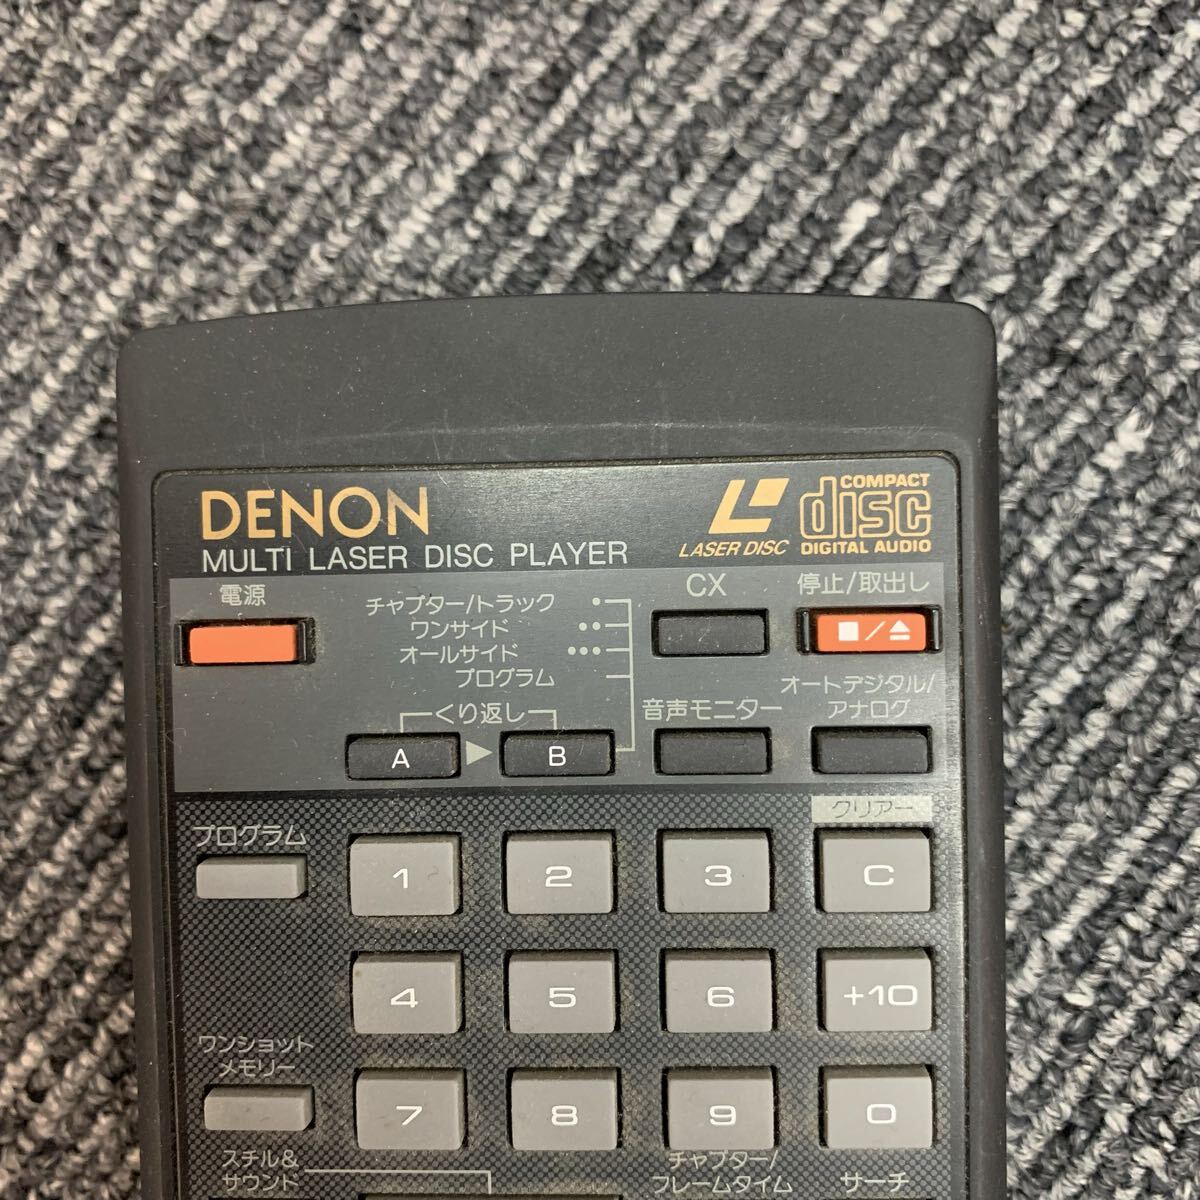 DENON
MULTI LASER DISC PLAYER
L
LASER DISC
COMPACT
disc
DIGITAL AUDIO
電源
チャプター/トラック
ワンサイド
オールサイド
プログラム
CX
停止/取出し
■/⏏
くり返し
A ▶ B
音声モニター
オートデジタル/
アナログ
クリアー
プログラム
1 2 3 C
4 5 6 +10
ワンショット
メモリー
7 8 9 0
スチル&
サウンド
チャプター/
フレームタイム
サーチ